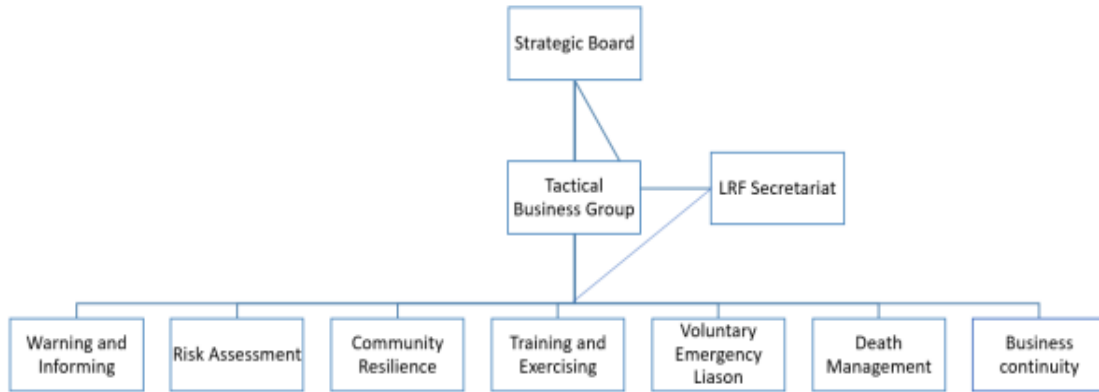 Strategic Board
Tactical
Business Group
LRF Secretariat
Warning and
Informing
Risk Assessment
Community
Resilience
Training and
Exercising
Voluntary
Emergency
Liason
Death
Management
Business
continuity